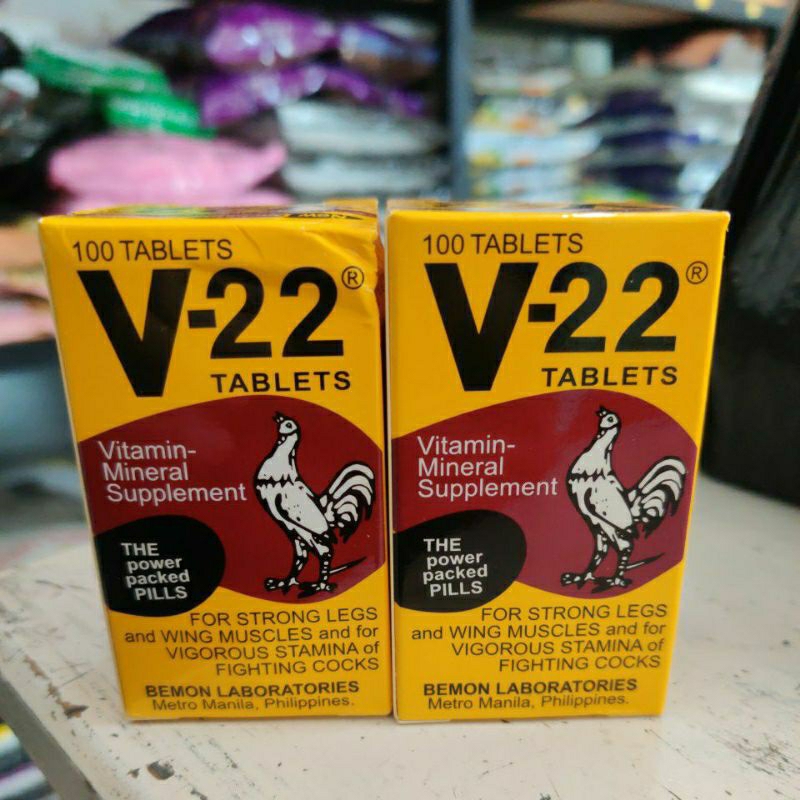 100 TABLETS
V-22®
TABLETS
Vitamin-
Mineral
Supplement
THE
power
packed
PILLS
FOR STRONG LEGS
and WING MUSCLES and for
VIGOROUS STAMINA of
FIGHTING COCKS
BEMON LABORATORIES
Metro Manila, Philippines.
100 TABLETS
V-22®
TABLETS
Vitamin-
Mineral
Supplement
THE
power
packed
PILLS
FOR STRONG LEGS
and WING MUSCLES and for
VIGOROUS STAMINA of
FIGHTING COCKS
BEMON LABORATORIES
Metro Manila, Philippines.